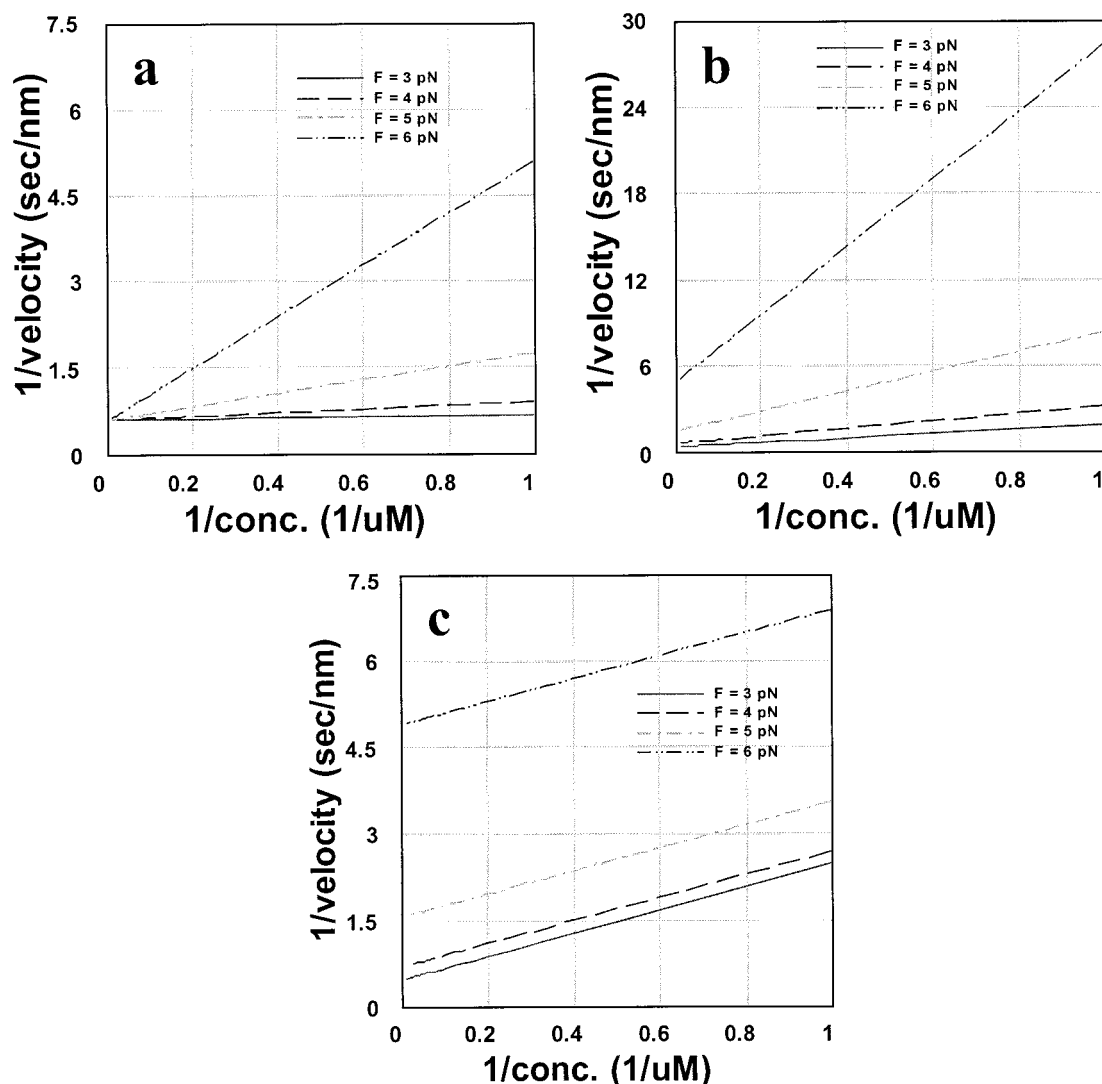 a
F = 3 pN
F = 4 pN
F = 5 pN
F = 6 pN
7.5
6
4.5
3
1.5
0
0 0.2 0.4 0.6 0.8 1
1/velocity (sec/nm)
1/conc. (1/uM)
b
F = 3 pN
F = 4 pN
F = 5 pN
F = 6 pN
30
24
18
12
6
0
0 0.2 0.4 0.6 0.8 1
1/velocity (sec/nm)
1/conc. (1/uM)
c
F = 3 pN
F = 4 pN
F = 5 pN
F = 6 pN
7.5
6
4.5
3
1.5
0
0 0.2 0.4 0.6 0.8 1
1/velocity (sec/nm)
1/conc. (1/uM)